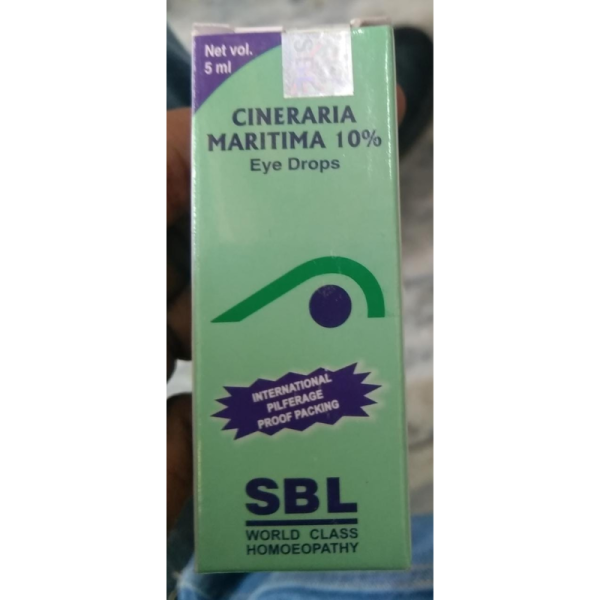 Net vol.
5 ml
CINERARIA
MARITIMA 10%
Eye Drops
INTERNATIONAL
PILFERAGE
PROOF PACKING
SBL
WORLD CLASS
HOMOEOPATHY